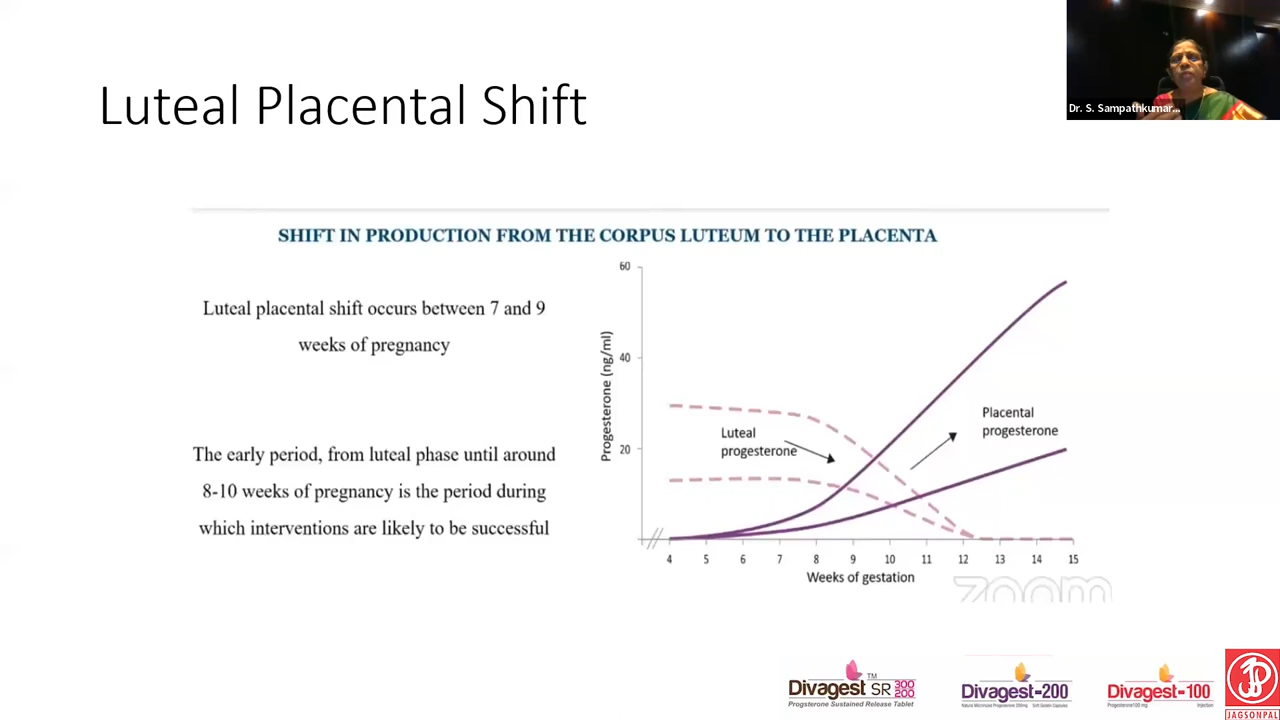 Luteal Placental Shift
Dr. S. Sampathkumar...
SHIFT IN PRODUCTION FROM THE CORPUS LUTEUM TO THE PLACENTA
Luteal placental shift occurs between 7 and 9
weeks of pregnancy
The early period, from luteal phase until around
8-10 weeks of pregnancy is the period during
which interventions are likely to be successful
Progesterone (ng/ml)
60
40
20
Luteal
progesterone
Placental
progesterone
4 5 6 7 8 9 10 11 12 13 14 15
Weeks of gestation
zoom
Divagest SR 300 200 TM
Progsterone Sustained Release Tablet
Divagest-200
Natural Micronised Progesterone 200mg Soft Gelatin Capsules
Divagest-100
Progesterone100 mg Injection
JAGSONPAL